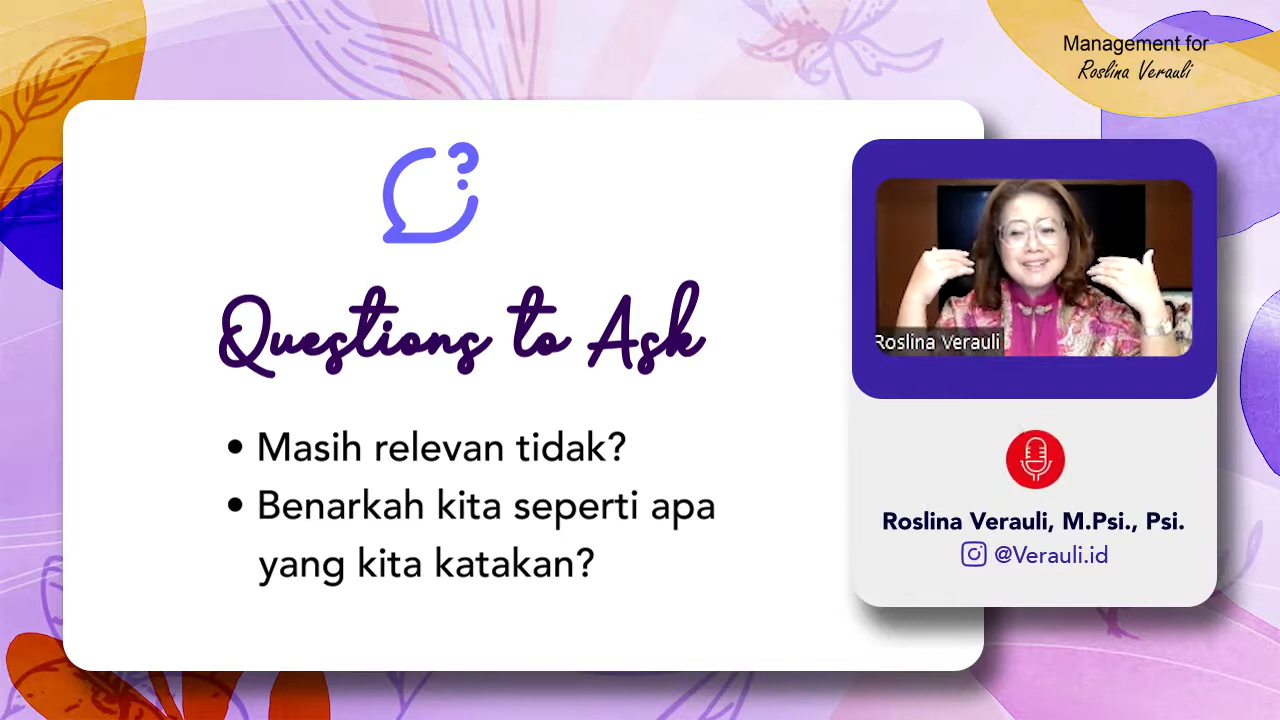 Management for
Roslina Verauli
Questions to Ask
• Masih relevan tidak?
• Benarkah kita seperti apa
yang kita katakan?
Roslina Verauli
Roslina Verauli, M.Psi., Psi.
@Verauli.id